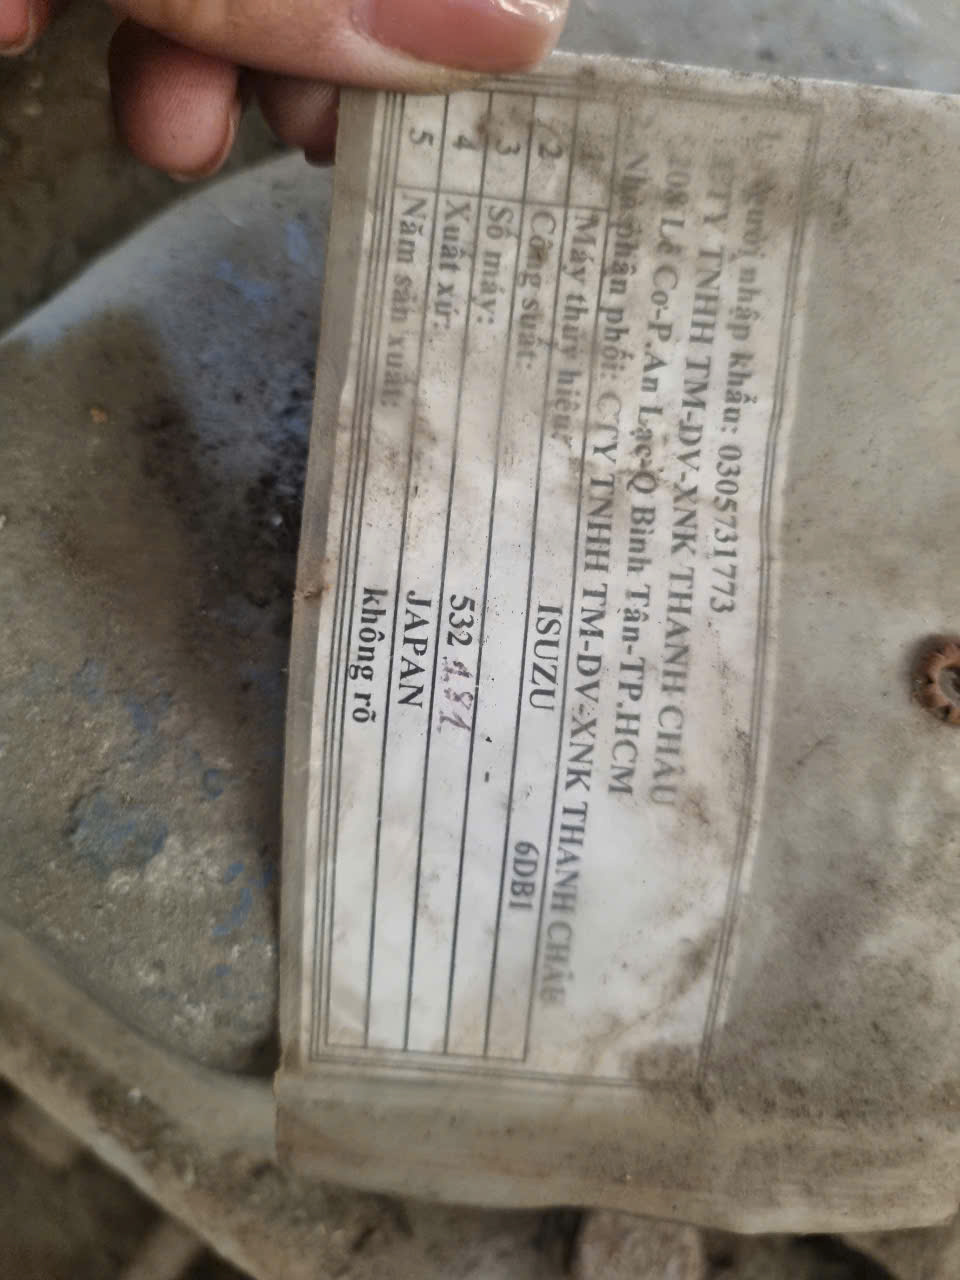 Người nhập khẩu: 0305731773
CTY TNHH TM-DV-XNK THANH CHÂU
108 Lê Cơ-P.An Lạc-Q Bình Tân-TP.HCM
Nhà phân phối: CTY TNHH TM-DV-XNK THANH CHÂU
1 Máy thủy hiệu: ISUZU 6DB1
2 Công suất: -
3 Số máy: 532
4 Xuất xứ: JAPAN
5 Năm sản xuất: không rõ